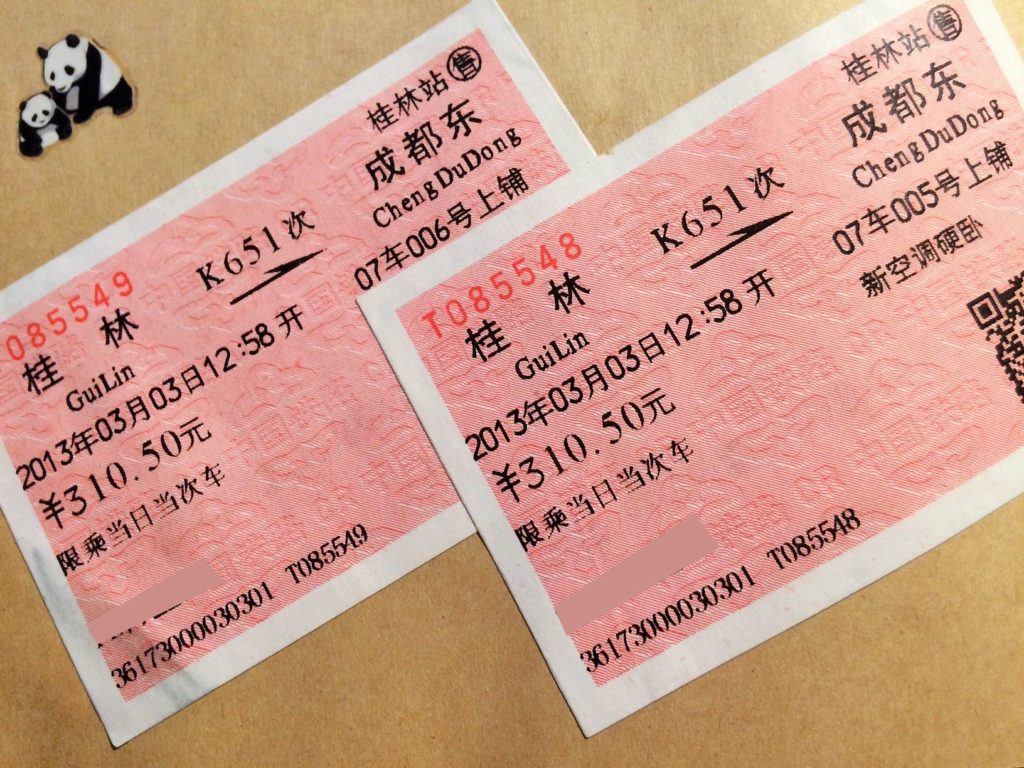 桂林站售
085549
K651次
成都东
桂林
ChengDuDong
GuiLin
07车006号上铺
2013年03月03日12:58开
¥310.50元
限乘当日当次车
36173000030301 T085549
桂林站售
T085548
K651次
成都东
桂林
ChengDuDong
GuiLin
07车005号上铺
2013年03月03日12:58开
新空调硬卧
¥310.50元
限乘当日当次车
36173000030301 T085548